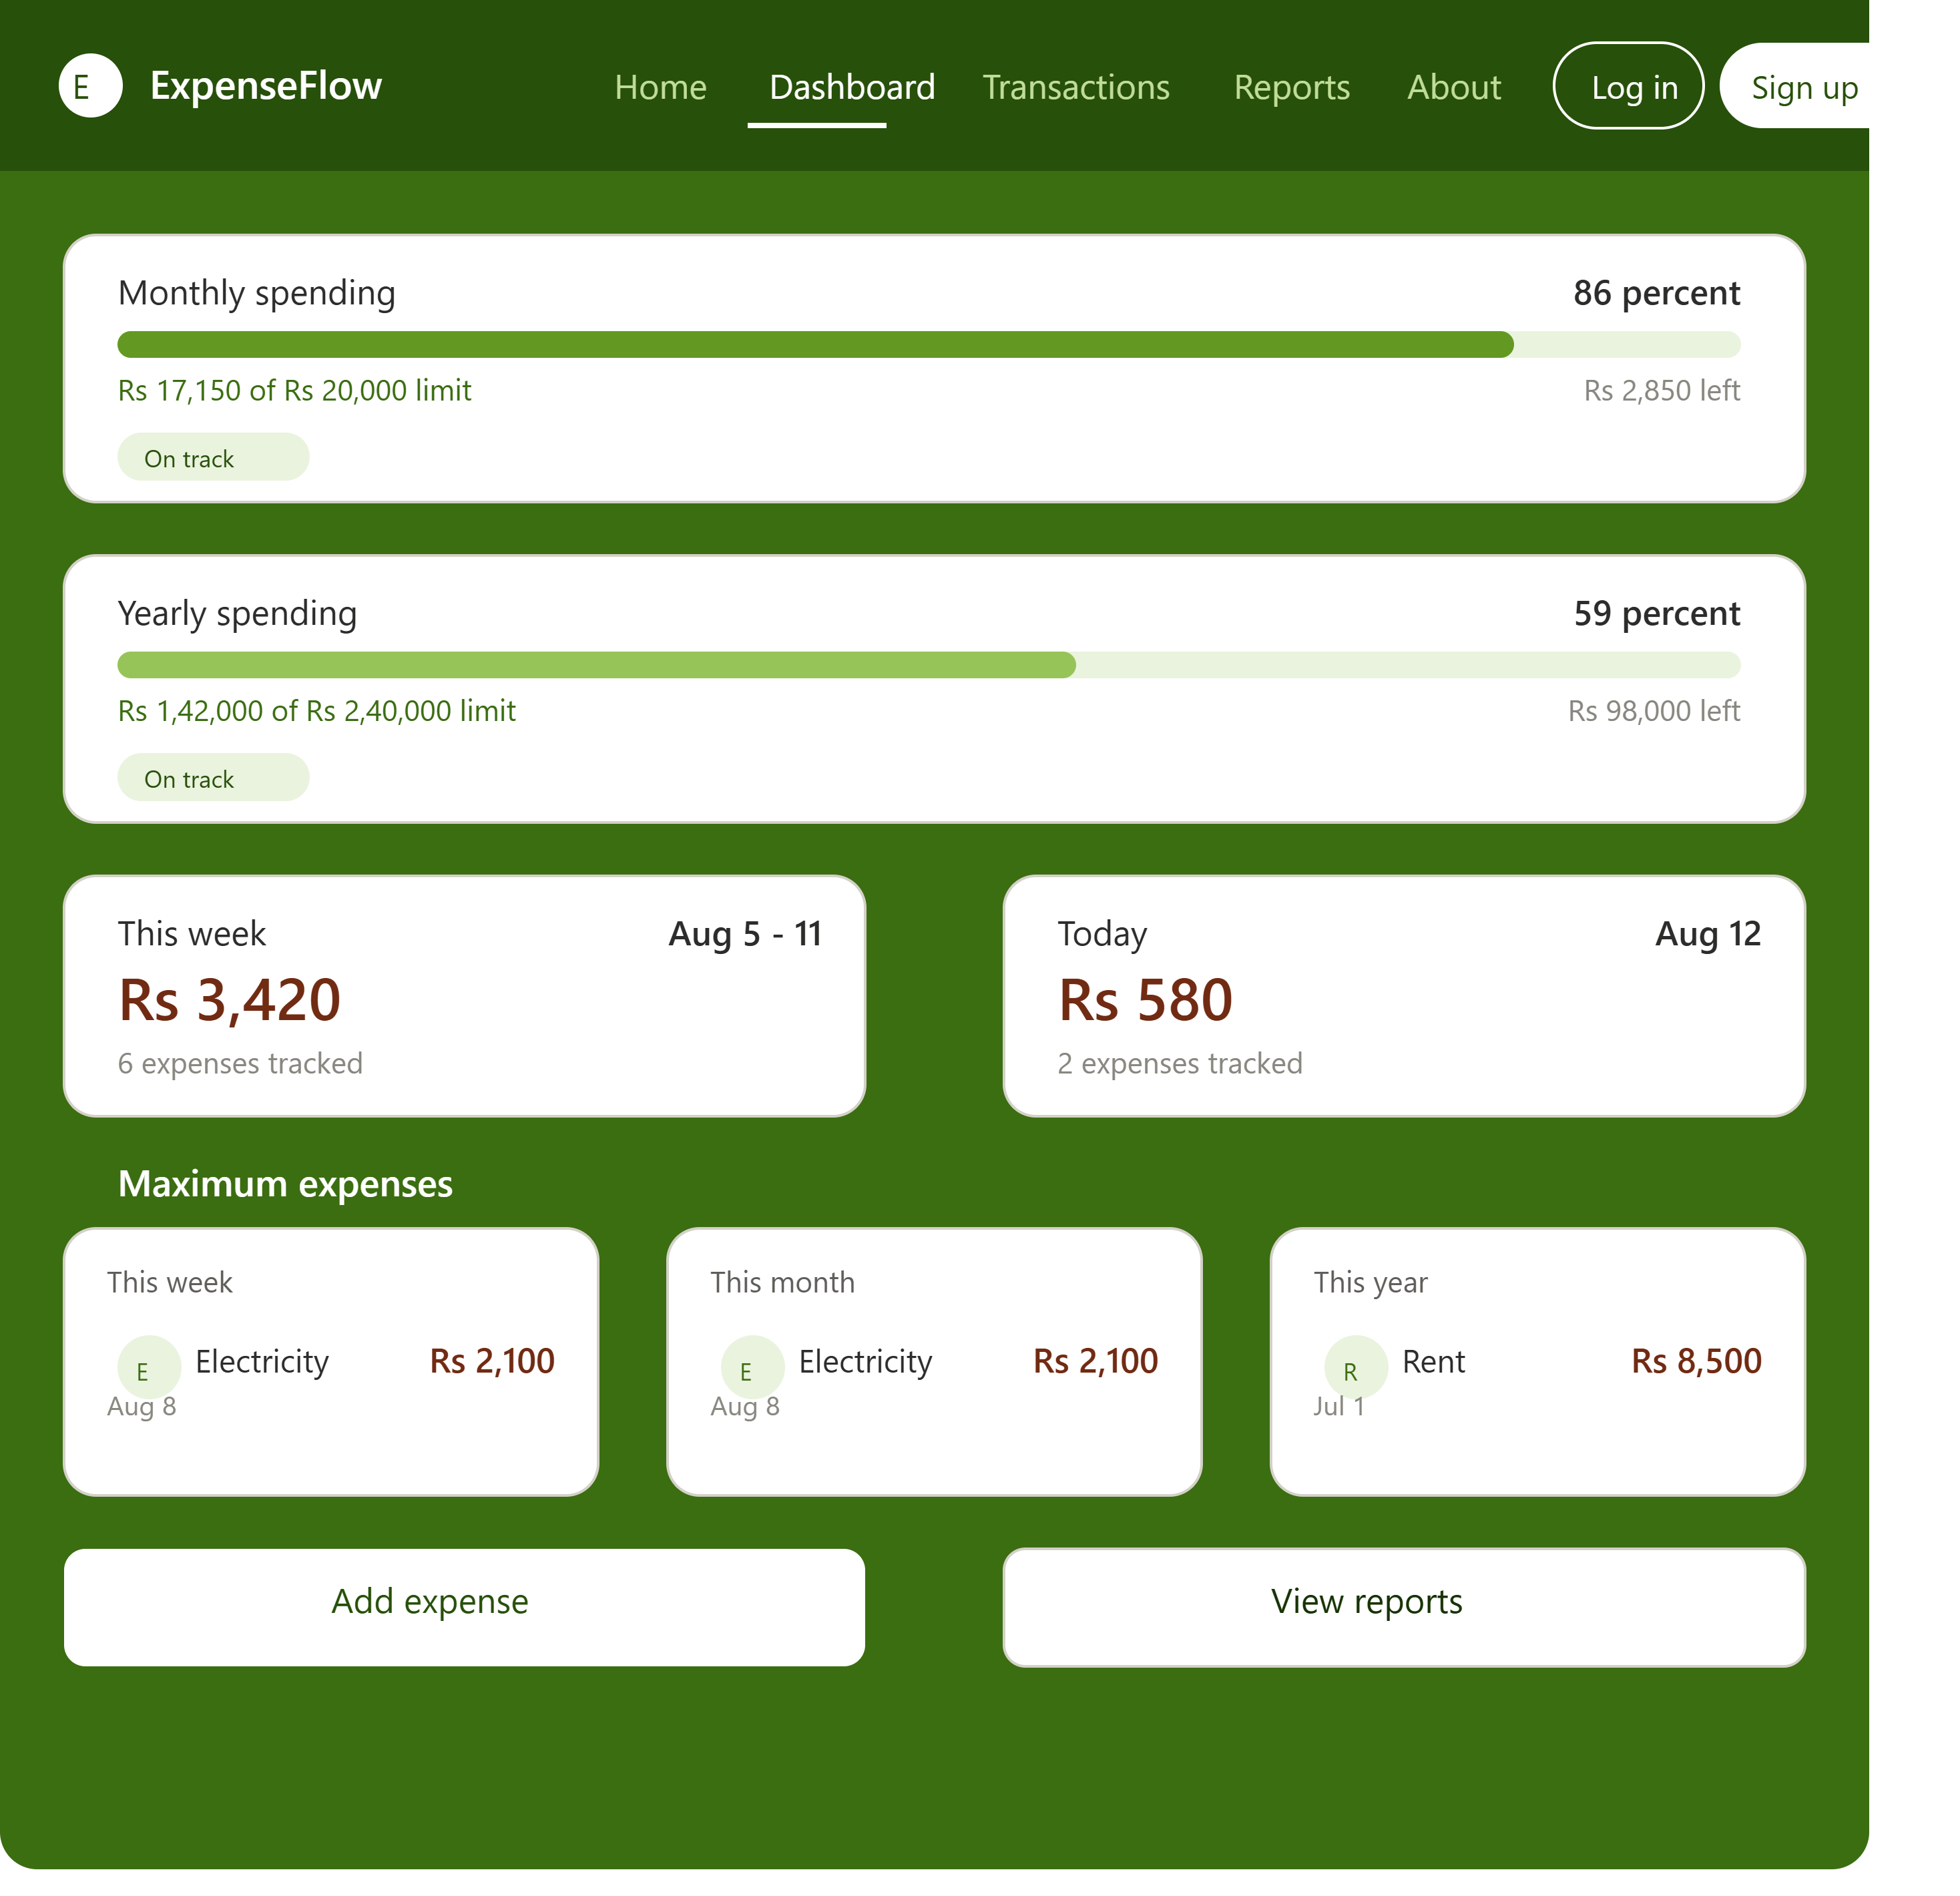 E ExpenseFlow Home Dashboard Transactions Reports About Log in Sign up
Monthly spending 86 percent
Rs 17,150 of Rs 20,000 limit Rs 2,850 left
On track
Yearly spending 59 percent
Rs 1,42,000 of Rs 2,40,000 limit Rs 98,000 left
On track
This week Aug 5 - 11
Rs 3,420
6 expenses tracked
Today Aug 12
Rs 580
2 expenses tracked
Maximum expenses
This week
E Electricity Rs 2,100
Aug 8
This month
E Electricity Rs 2,100
Aug 8
This year
R Rent Rs 8,500
Jul 1
Add expense
View reports